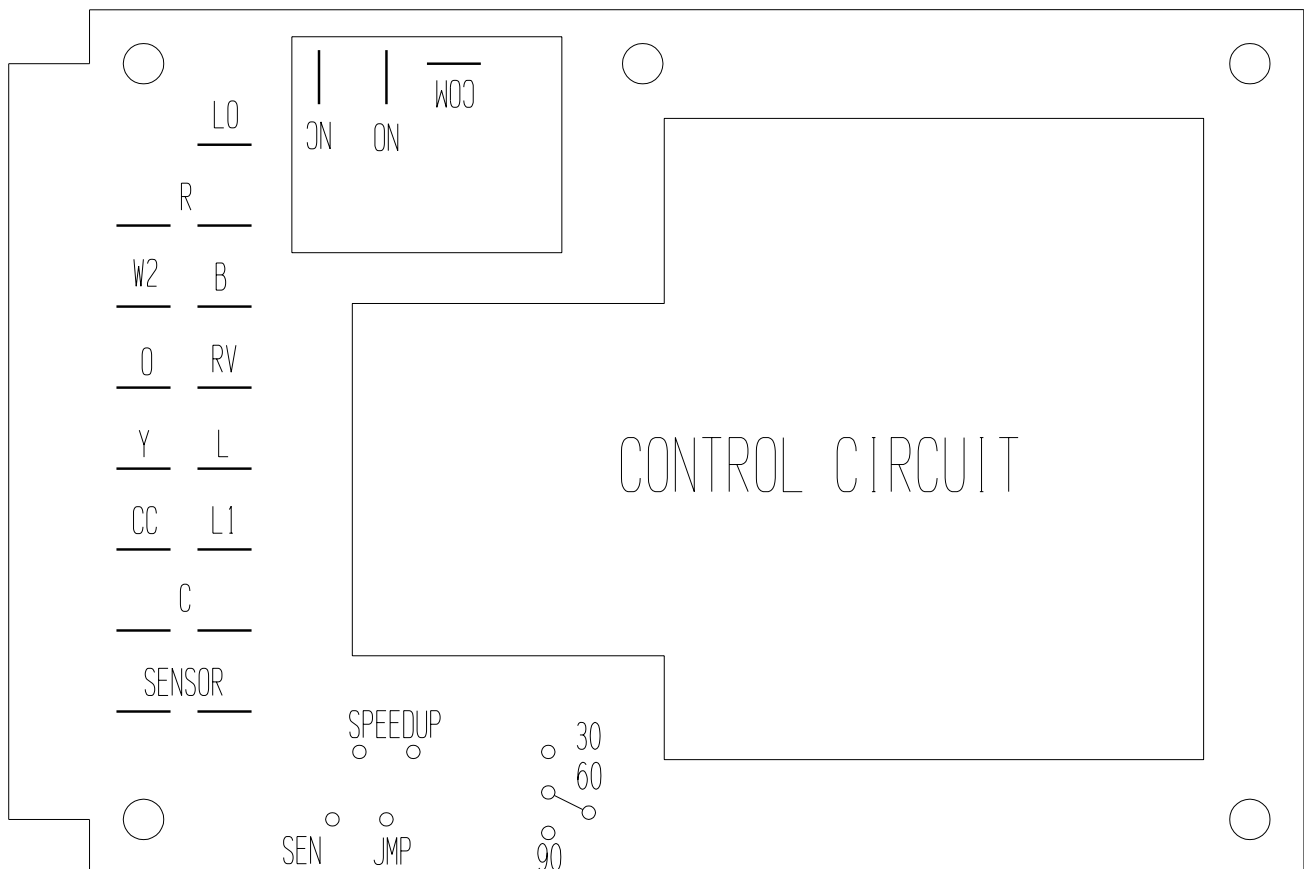 COM
LO
NC NO
R
W2 B
O RV
Y L
CC L1
C
SENSOR
CONTROL CIRCUIT
SPEEDUP
30
60
SEN JMP
90